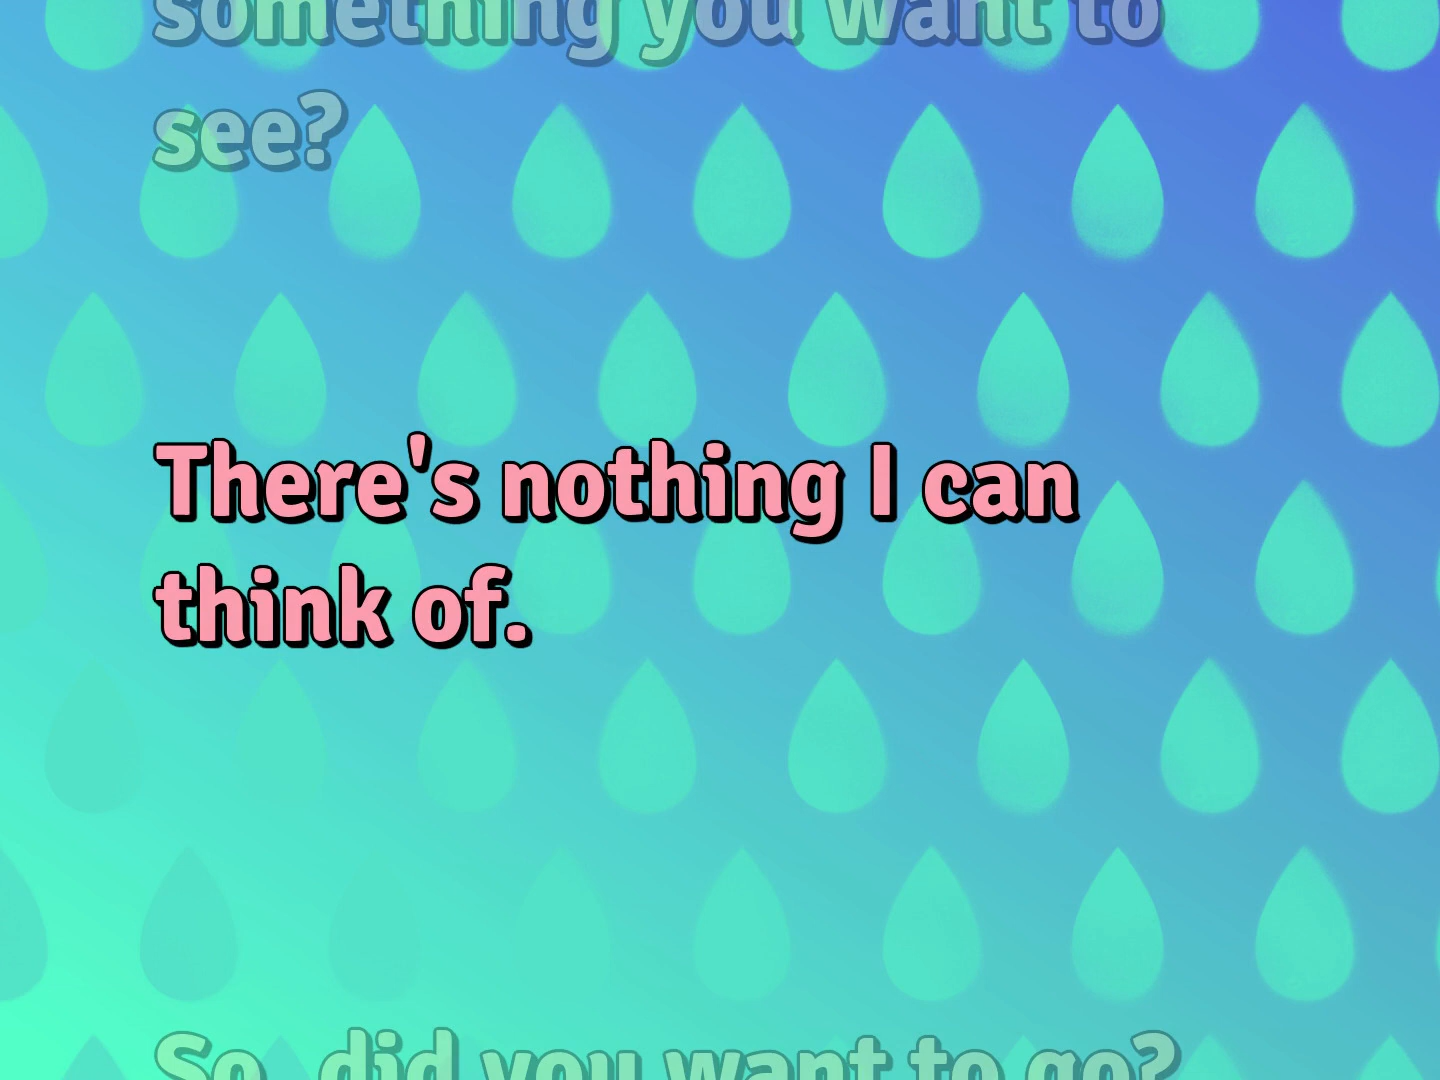 something you want to
see?
There's nothing I can
think of.
So, did you want to go?